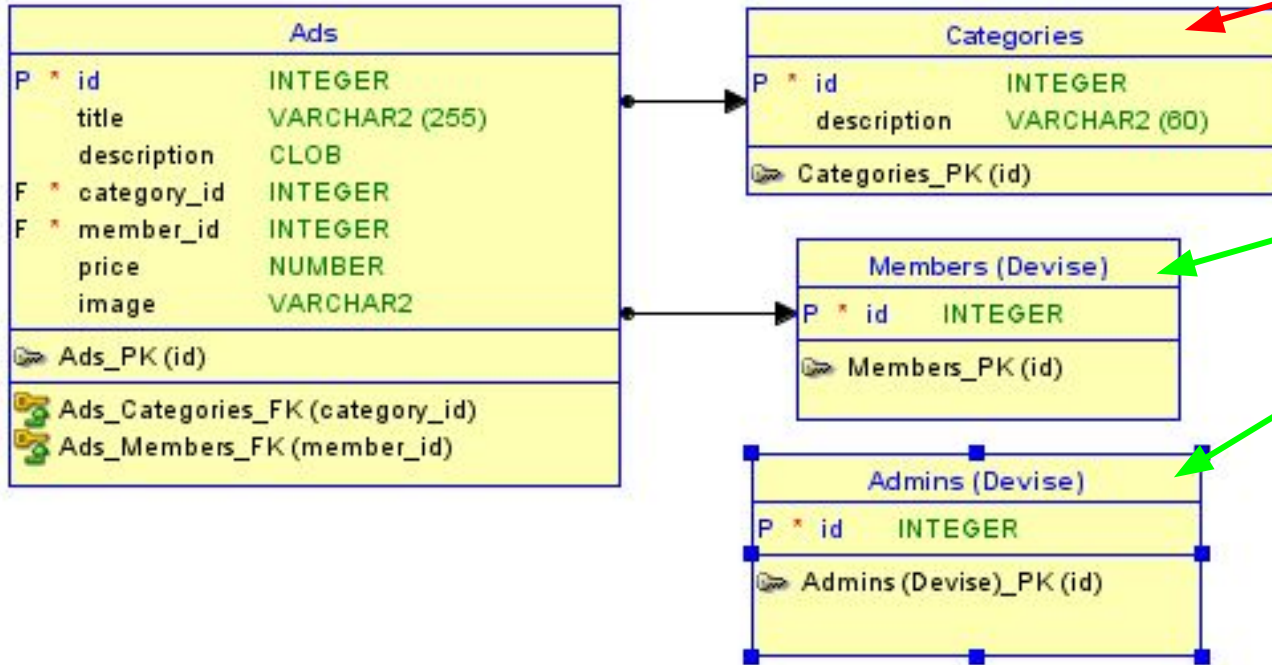 Ads
P * id INTEGER
title VARCHAR2 (255)
description CLOB
F * category_id INTEGER
F * member_id INTEGER
price NUMBER
image VARCHAR2
Ads_PK (id)
Ads_Categories_FK (category_id)
Ads_Members_FK (member_id)
Categories
P * id INTEGER
description VARCHAR2 (60)
Categories_PK (id)
Members (Devise)
P * id INTEGER
Members_PK (id)
Admins (Devise)
P * id INTEGER
Admins (Devise)_PK (id)